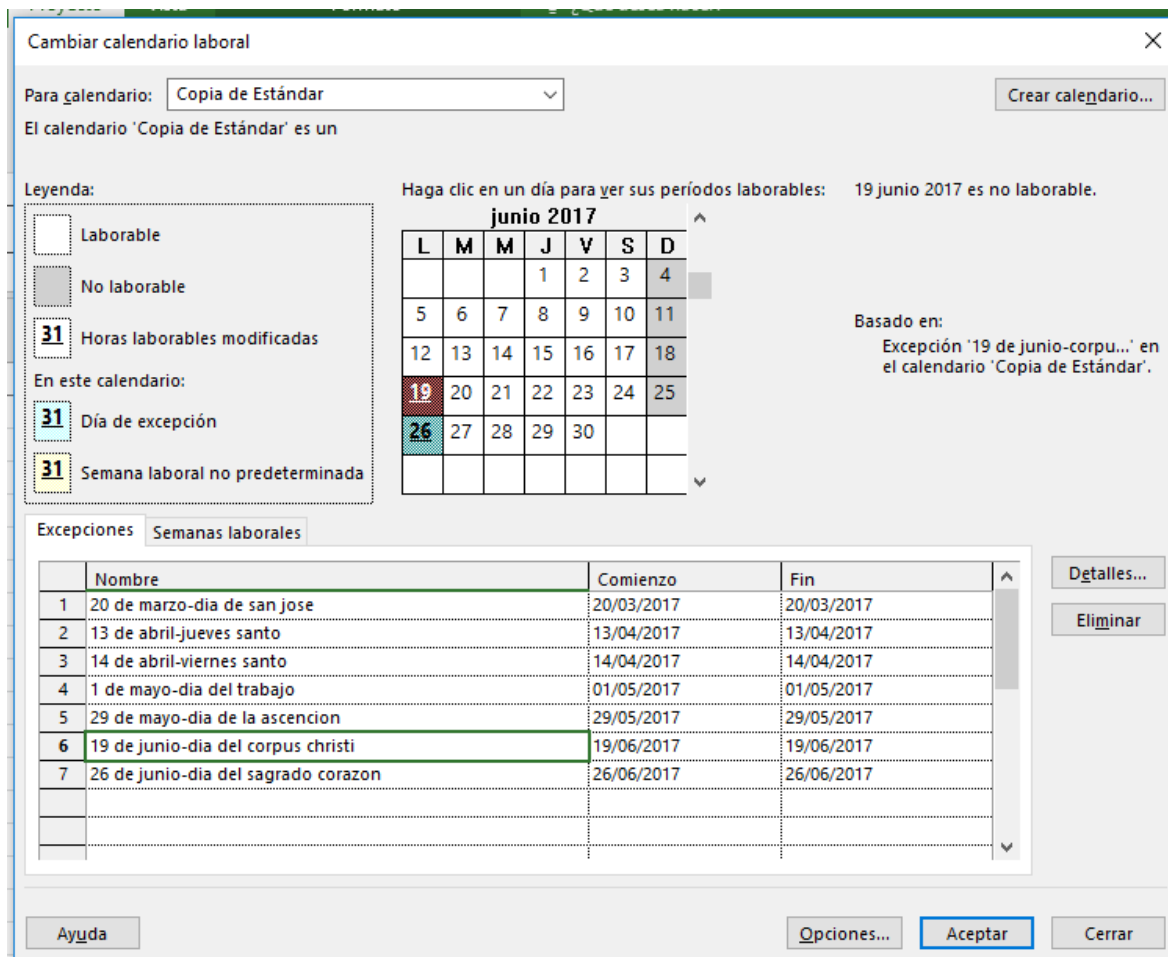 Cambiar calendario laboral
Para calendario: Copia de Estándar Crear calendario...
El calendario 'Copia de Estándar' es un
Leyenda:
Laborable
No laborable
31 Horas laborables modificadas
En este calendario:
31 Día de excepción
31 Semana laboral no predeterminada
Haga clic en un día para ver sus períodos laborables:
junio 2017
L M M J V S D
1 2 3 4
5 6 7 8 9 10 11
12 13 14 15 16 17 18
19 20 21 22 23 24 25
26 27 28 29 30
19 junio 2017 es no laborable.
Basado en:
Excepción '19 de junio-corpu...' en
el calendario 'Copia de Estándar'.
Excepciones Semanas laborales
Nombre Comienzo Fin
1 20 de marzo-dia de san jose 20/03/2017 20/03/2017
2 13 de abril-jueves santo 13/04/2017 13/04/2017
3 14 de abril-viernes santo 14/04/2017 14/04/2017
4 1 de mayo-dia del trabajo 01/05/2017 01/05/2017
5 29 de mayo-dia de la ascencion 29/05/2017 29/05/2017
6 19 de junio-dia del corpus christi 19/06/2017 19/06/2017
7 26 de junio-dia del sagrado corazon 26/06/2017 26/06/2017
Detalles...
Eliminar
Ayuda Opciones... Aceptar Cerrar